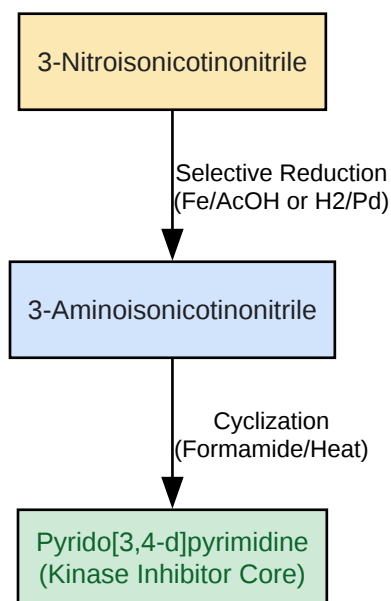 3-Nitroisonicotinonitrile
Selective Reduction
(Fe/AcOH or H2/Pd)
3-Aminoisonicotinonitrile
Cyclization
(Formamide/Heat)
Pyrido[3,4-d]pyrimidine
(Kinase Inhibitor Core)